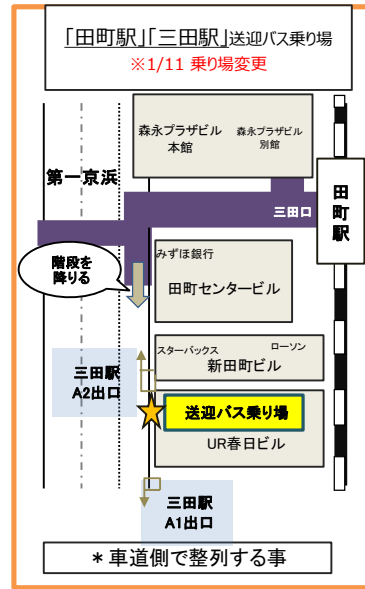 「田町駅」「三田駅」送迎バス乗り場
※1/11 乗り場変更
森永プラザビル
本館
森永プラザビル
別館
第一京浜
田
町
駅
三田口
階段を
降りる
みずほ銀行
田町センタービル
スターバックス
ローソン
新田町ビル
三田駅
A2出口
送迎バス乗り場
UR春日ビル
三田駅
A1出口
＊車道側で整列する事